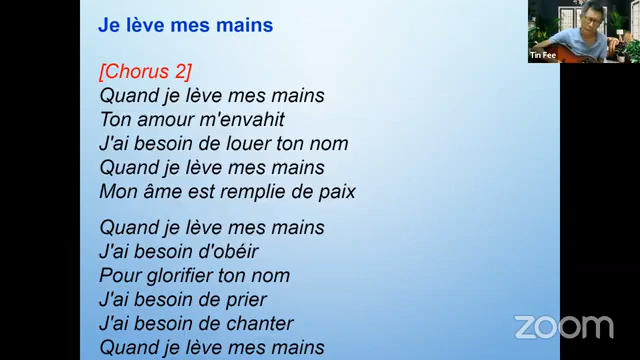 Je lève mes mains
[Chorus 2]
Quand je lève mes mains
Ton amour m'envahit
J'ai besoin de louer ton nom
Quand je lève mes mains
Mon âme est remplie de paix
Quand je lève mes mains
J'ai besoin d'obéir
Pour glorifier ton nom
J'ai besoin de prier
J'ai besoin de chanter
Quand je lève mes mains
Tin Fee
zoom